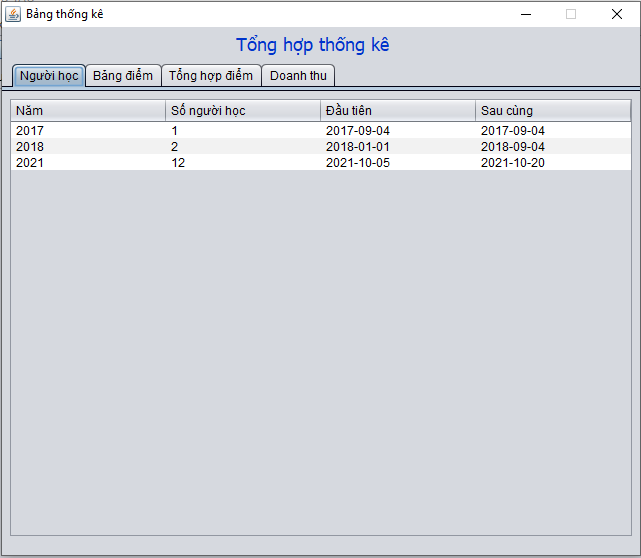 Bảng thống kê
Tổng hợp thống kê
Người học Bảng điểm Tổng hợp điểm Doanh thu
Năm Số người học Đầu tiên Sau cùng
2017 1 2017-09-04 2017-09-04
2018 2 2018-01-01 2018-09-04
2021 12 2021-10-05 2021-10-20